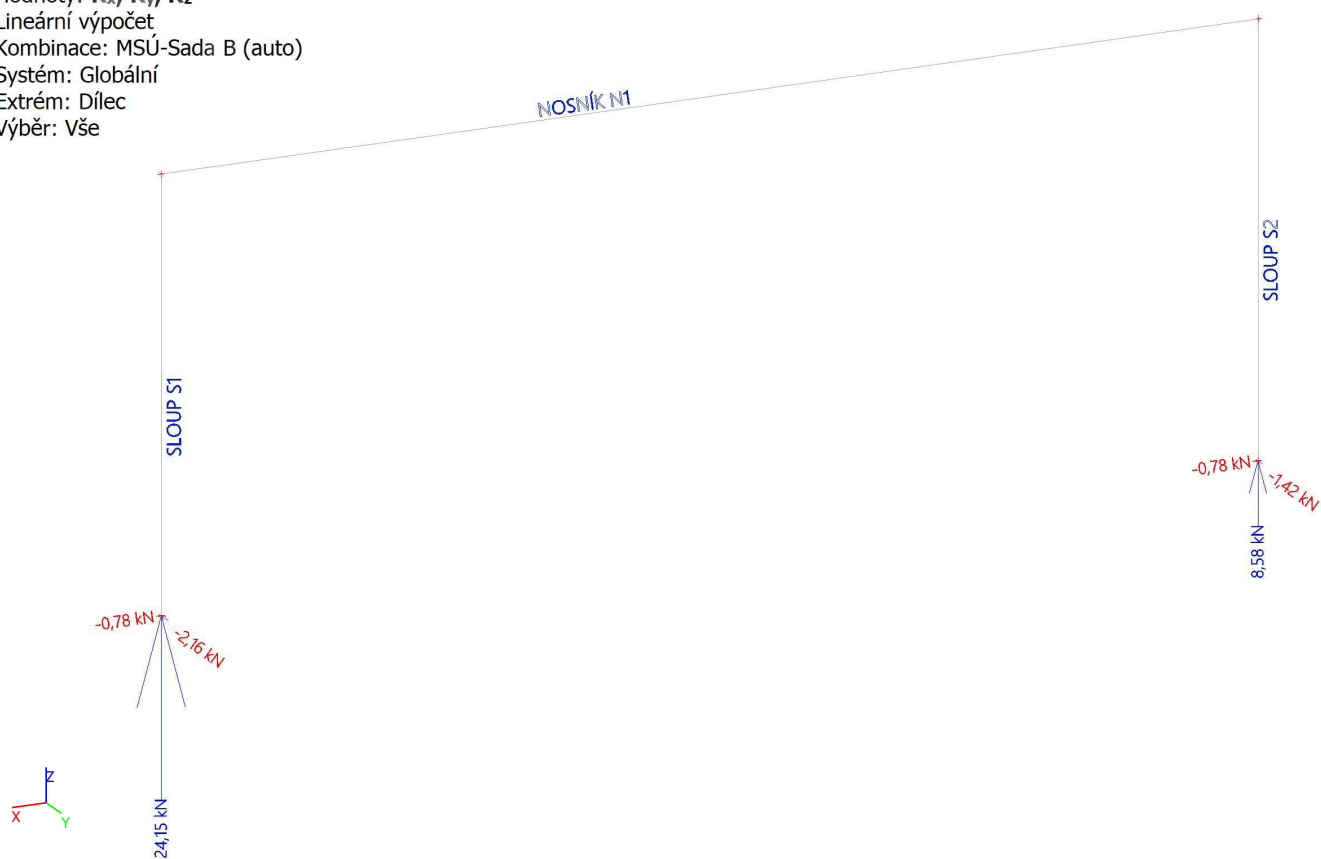 Lineární výpočet
Kombinace: MSÚ-Sada B (auto)
Systém: Globální
Extrém: Dílec
Výběr: Vše
NOSNÍK N1
SLOUP S2
SLOUP S1
-0,78 kN
-1,42 kN
8,58 kN
-0,78 kN
-2,16 kN
24,15 kN
Z
X
Y